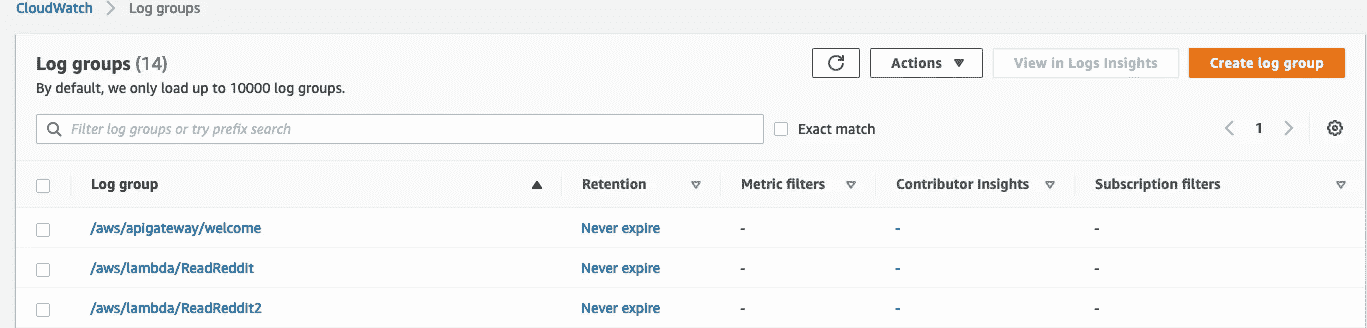 CloudWatch > Log groups
Log groups (14)
By default, we only load up to 10000 log groups.
Actions ▼ View in Logs Insights Create log group
Filter log groups or try prefix search
Exact match
< 1 >
Log group ▲ Retention ▽ Metric filters ▽ Contributor Insights ▽ Subscription filters ▽
/aws/apigateway/welcome Never expire - - -
/aws/lambda/ReadReddit Never expire - - -
/aws/lambda/ReadReddit2 Never expire - - -